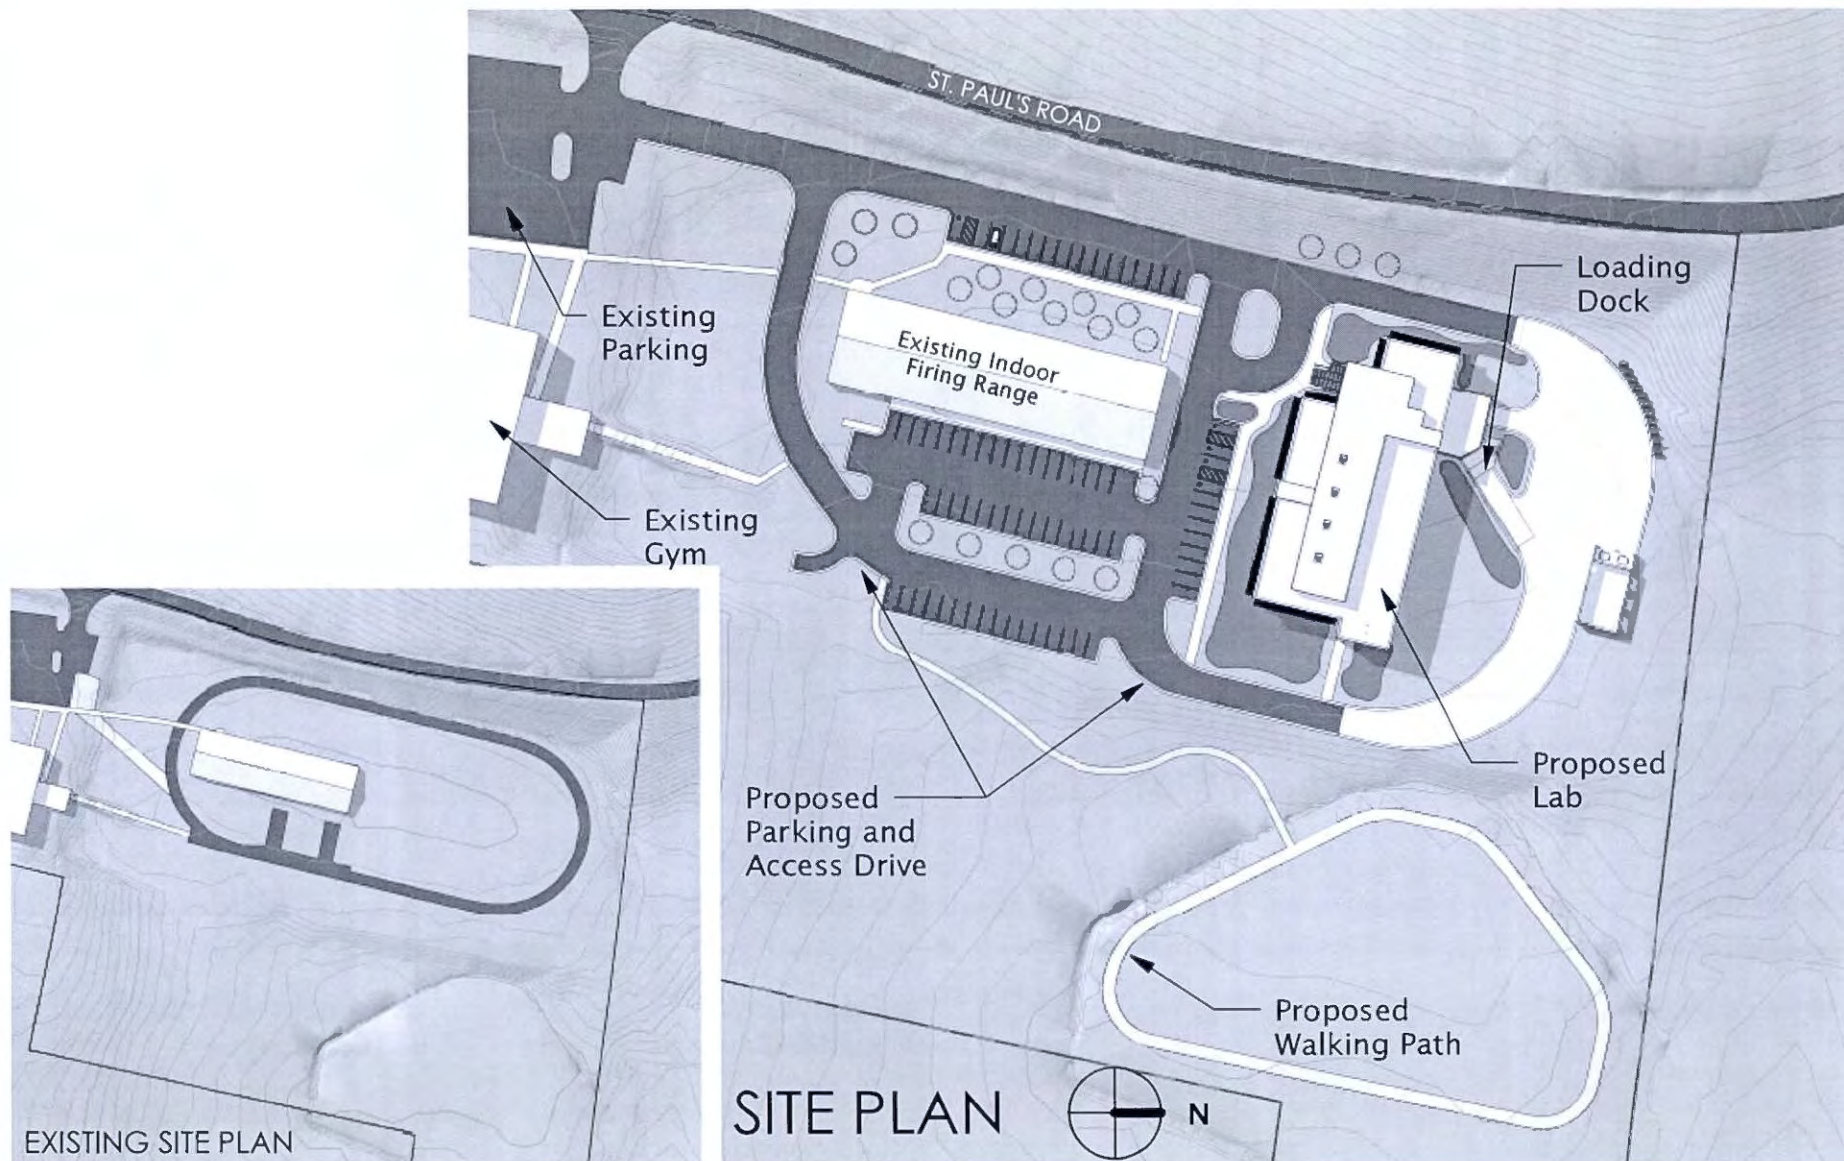 ST. PAUL'S ROAD
Loading
Dock
Existing
Parking
Existing Indoor
Firing Range
Existing
Gym
Proposed
Lab
Proposed
Parking and
Access Drive
Proposed
Walking Path
SITE PLAN
N
EXISTING SITE PLAN